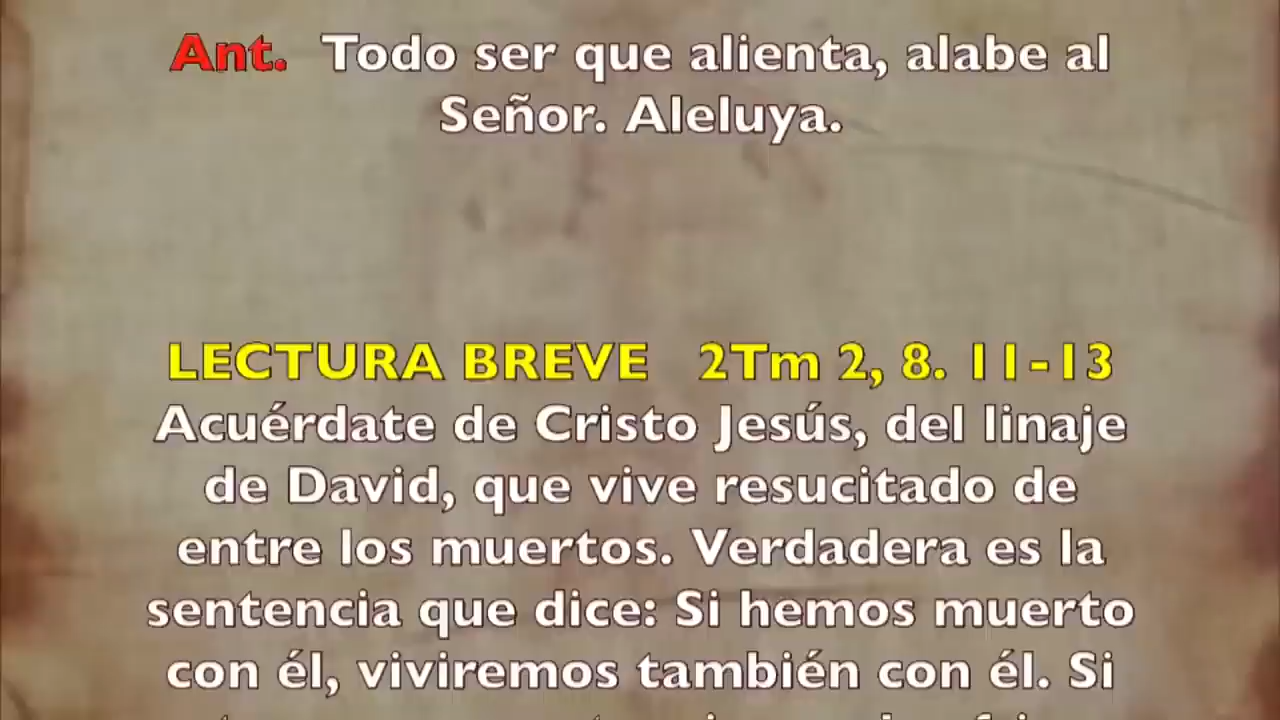 Ant. Todo ser que alienta, alabe al
Señor. Aleluya.
LECTURA BREVE 2Tm 2, 8. 11-13
Acuérdate de Cristo Jesús, del linaje
de David, que vive resucitado de
entre los muertos. Verdadera es la
sentencia que dice: Si hemos muerto
con él, viviremos también con él. Si